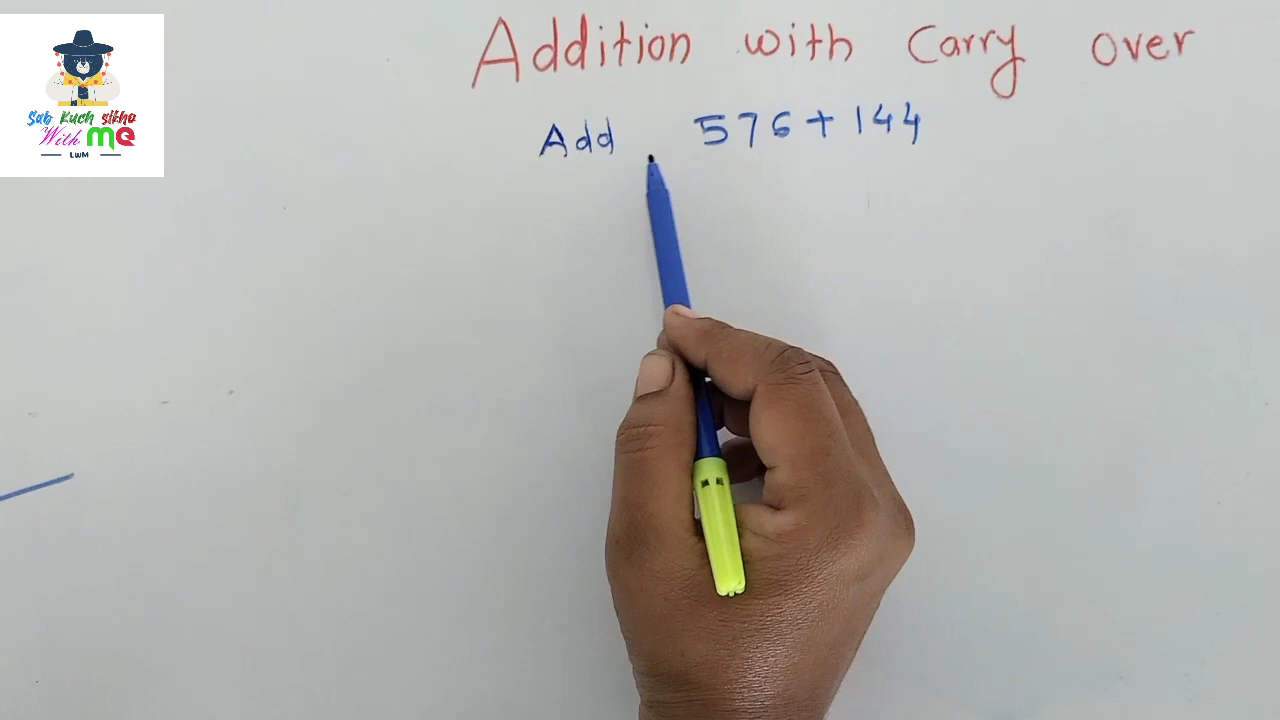 Addition with Carry over
Add 576+144
Sab Kuch sikho
With ME
LWM